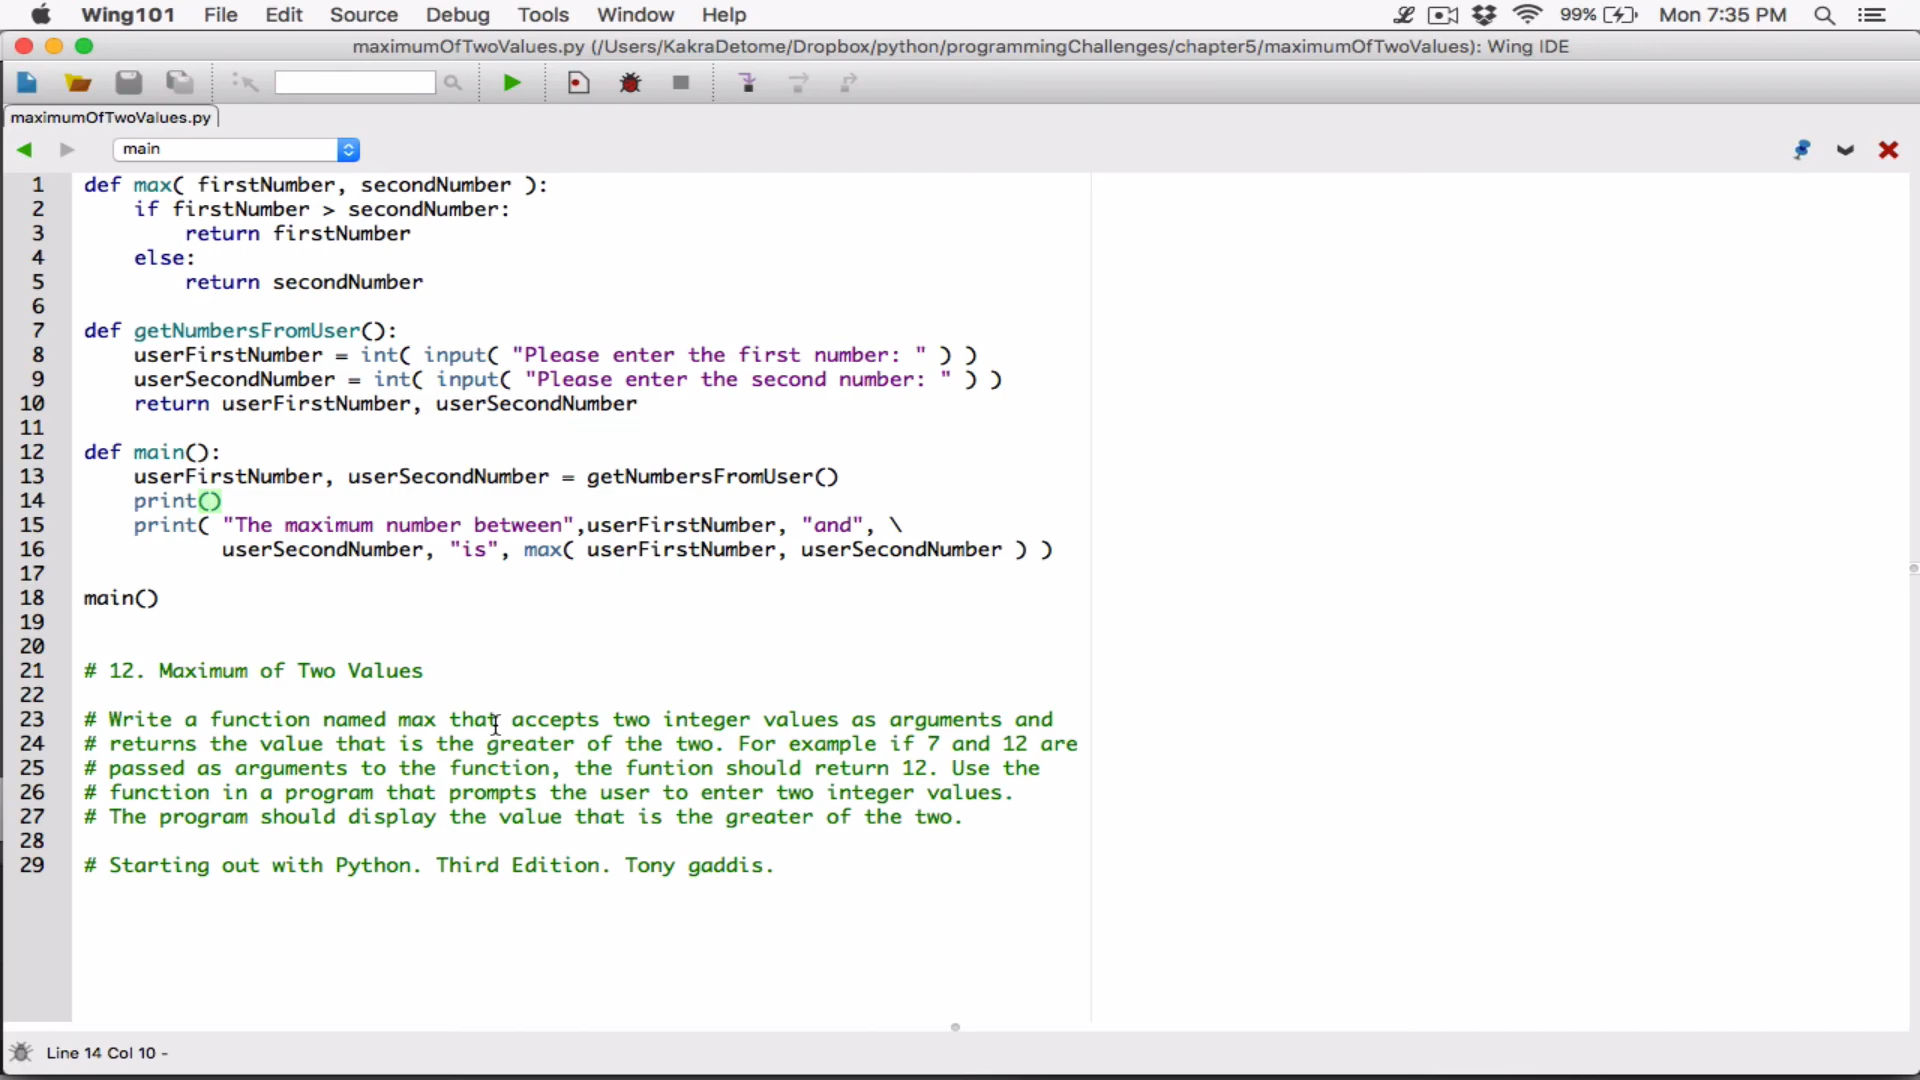 Wing101 File Edit Source Debug Tools Window Help 99% Mon 7:35 PM
maximumOfTwoValues.py (/Users/KakraDetome/Dropbox/python/programmingChallenges/chapter5/maximumOfTwoValues): Wing IDE
maximumOfTwoValues.py
main
1 def max( firstNumber, secondNumber ):
2     if firstNumber > secondNumber:
3         return firstNumber
4     else:
5         return secondNumber
6
7 def getNumbersFromUser():
8     userFirstNumber = int( input( "Please enter the first number: " ) )
9     userSecondNumber = int( input( "Please enter the second number: " ) )
10     return userFirstNumber, userSecondNumber
11
12 def main():
13     userFirstNumber, userSecondNumber = getNumbersFromUser()
14     print()
15     print( "The maximum number between",userFirstNumber, "and", \
16            userSecondNumber, "is", max( userFirstNumber, userSecondNumber ) )
17
18 main()
19
20
21 # 12. Maximum of Two Values
22
23 # Write a function named max that accepts two integer values as arguments and
24 # returns the value that is the greater of the two. For example if 7 and 12 are
25 # passed as arguments to the function, the funtion should return 12. Use the
26 # function in a program that prompts the user to enter two integer values.
27 # The program should display the value that is the greater of the two.
28
29 # Starting out with Python. Third Edition. Tony gaddis.
Line 14 Col 10 -